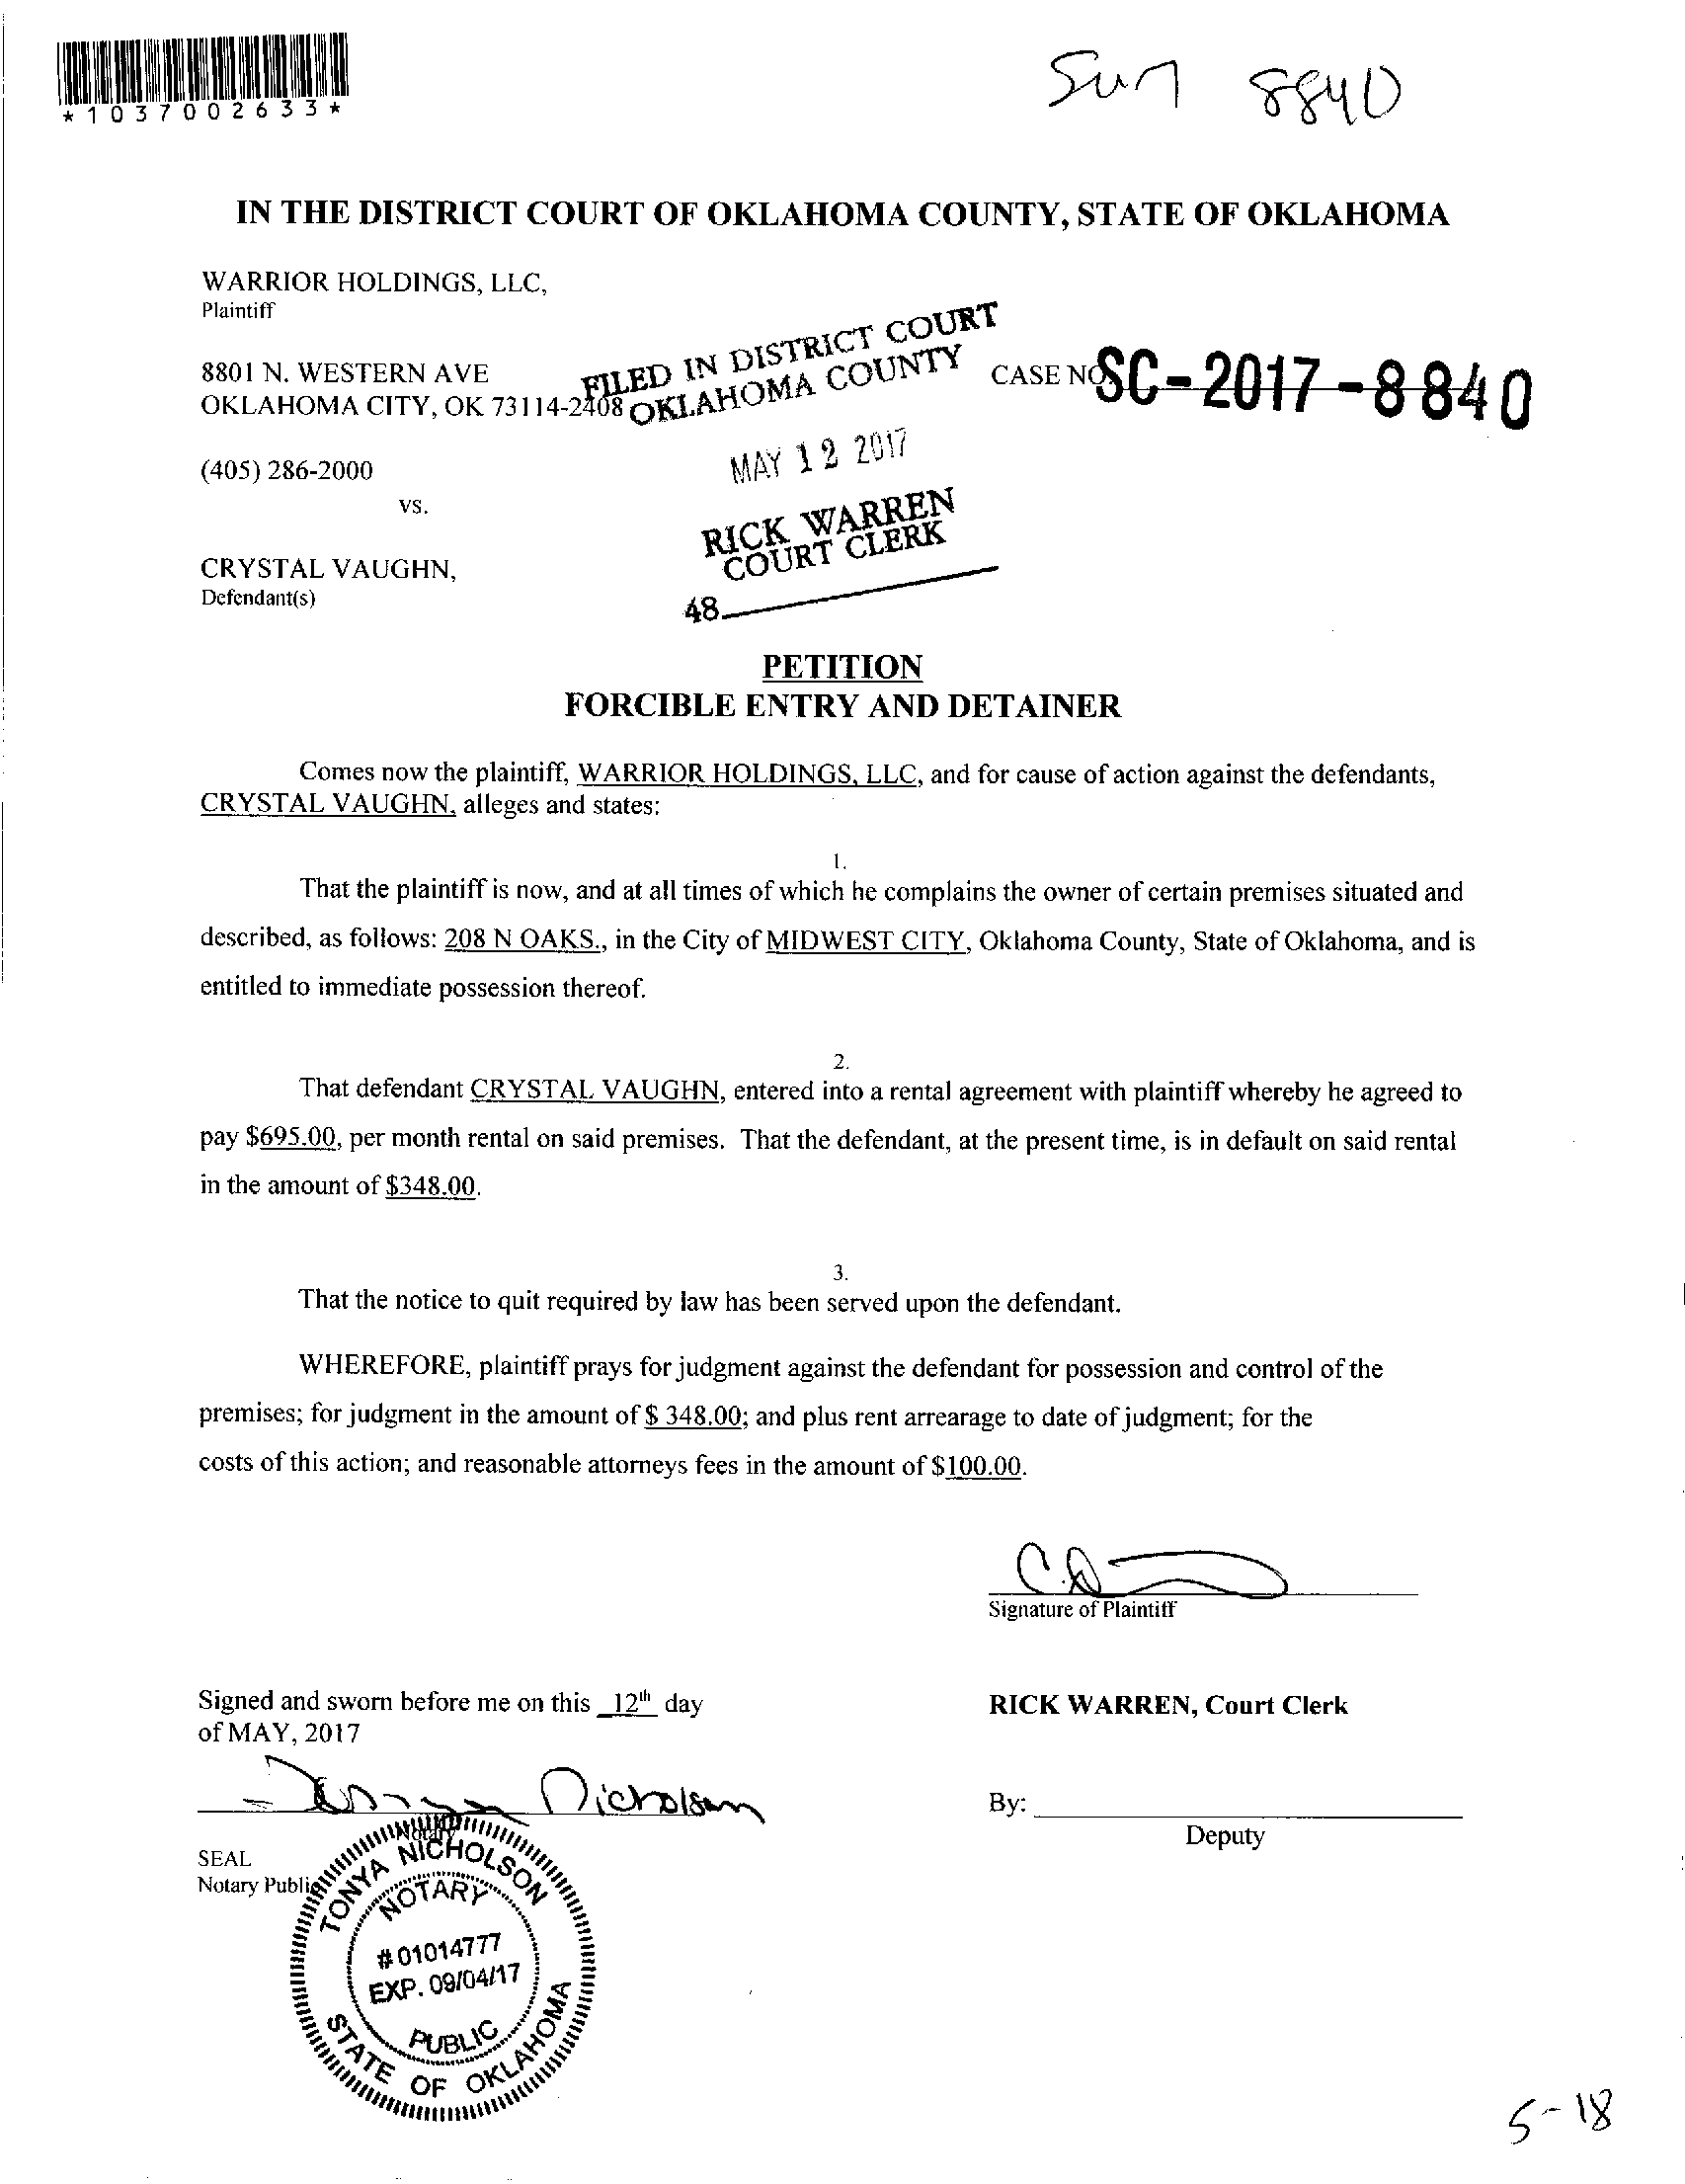 *1037002633*
Sun 8840
IN THE DISTRICT COURT OF OKLAHOMA COUNTY, STATE OF OKLAHOMA
WARRIOR HOLDINGS, LLC,
Plaintiff
8801 N. WESTERN AVE
OKLAHOMA CITY, OK 73114-2408
FILED IN DISTRICT COURT
OKLAHOMA COUNTY
CASE NO
SC-2017-8840
MAY 12 2017
(405) 286-2000
vs.
RICK WARREN
COURT CLERK
CRYSTAL VAUGHN,
Defendant(s)
48
PETITION
FORCIBLE ENTRY AND DETAINER
Comes now the plaintiff, WARRIOR HOLDINGS, LLC, and for cause of action against the defendants,
CRYSTAL VAUGHN, alleges and states:
1.
That the plaintiff is now, and at all times of which he complains the owner of certain premises situated and
described, as follows: 208 N OAKS., in the City of MIDWEST CITY, Oklahoma County, State of Oklahoma, and is
entitled to immediate possession thereof.
2.
That defendant CRYSTAL VAUGHN, entered into a rental agreement with plaintiff whereby he agreed to
pay $695.00, per month rental on said premises. That the defendant, at the present time, is in default on said rental
in the amount of $348.00.
3.
That the notice to quit required by law has been served upon the defendant.
WHEREFORE, plaintiff prays for judgment against the defendant for possession and control of the
premises; for judgment in the amount of $ 348.00; and plus rent arrearage to date of judgment; for the
costs of this action; and reasonable attorneys fees in the amount of $100.00.
Signature of Plaintiff
Signed and sworn before me on this 12th day
of MAY, 2017
RICK WARREN, Court Clerk
Tonya Nicholson
By:
Deputy
Notary
SEAL
Notary Public
TONYA NICHOLSON
NOTARY
#01014777
EXP. 09/04/17
PUBLIC
STATE OF OKLAHOMA
5-18